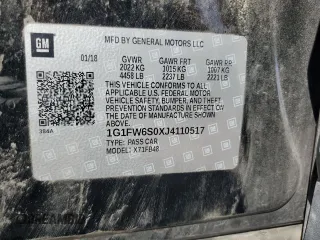 GM
MFD BY GENERAL MOTORS LLC
01/18 GVWR GAWR FRT GAWR RR
2022 KG 1015 KG 1007 KG
4458 LB 2237 LB 2221 LB
THIS VEHICLE CONFORMS TO ALL
APPLICABLE U.S. FEDERAL MOTOR VEHICLE
SAFETY, BUMPER, AND THEFT PREVENTION
STANDARDS IN EFFECT ON THE DATE OF
MANUFACTURE SHOWN ABOVE.
1G1FW6S0XJ4110517
TYPE: PASS CAR